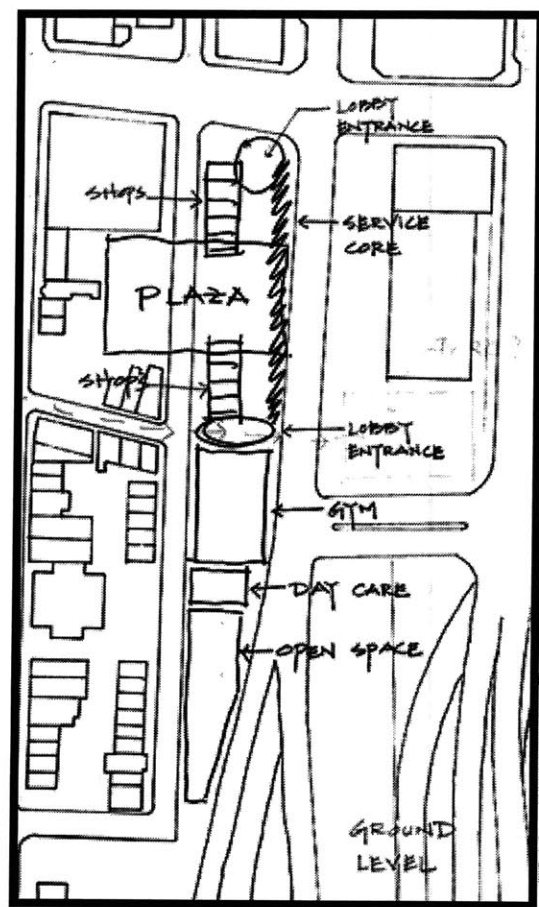 LOBBY
ENTRANCE
SHOPS
SERVICE
CORE
PLAZA
SHOPS
LOBBY
ENTRANCE
GYM
DAY CARE
OPEN SPACE
GROUND
LEVEL